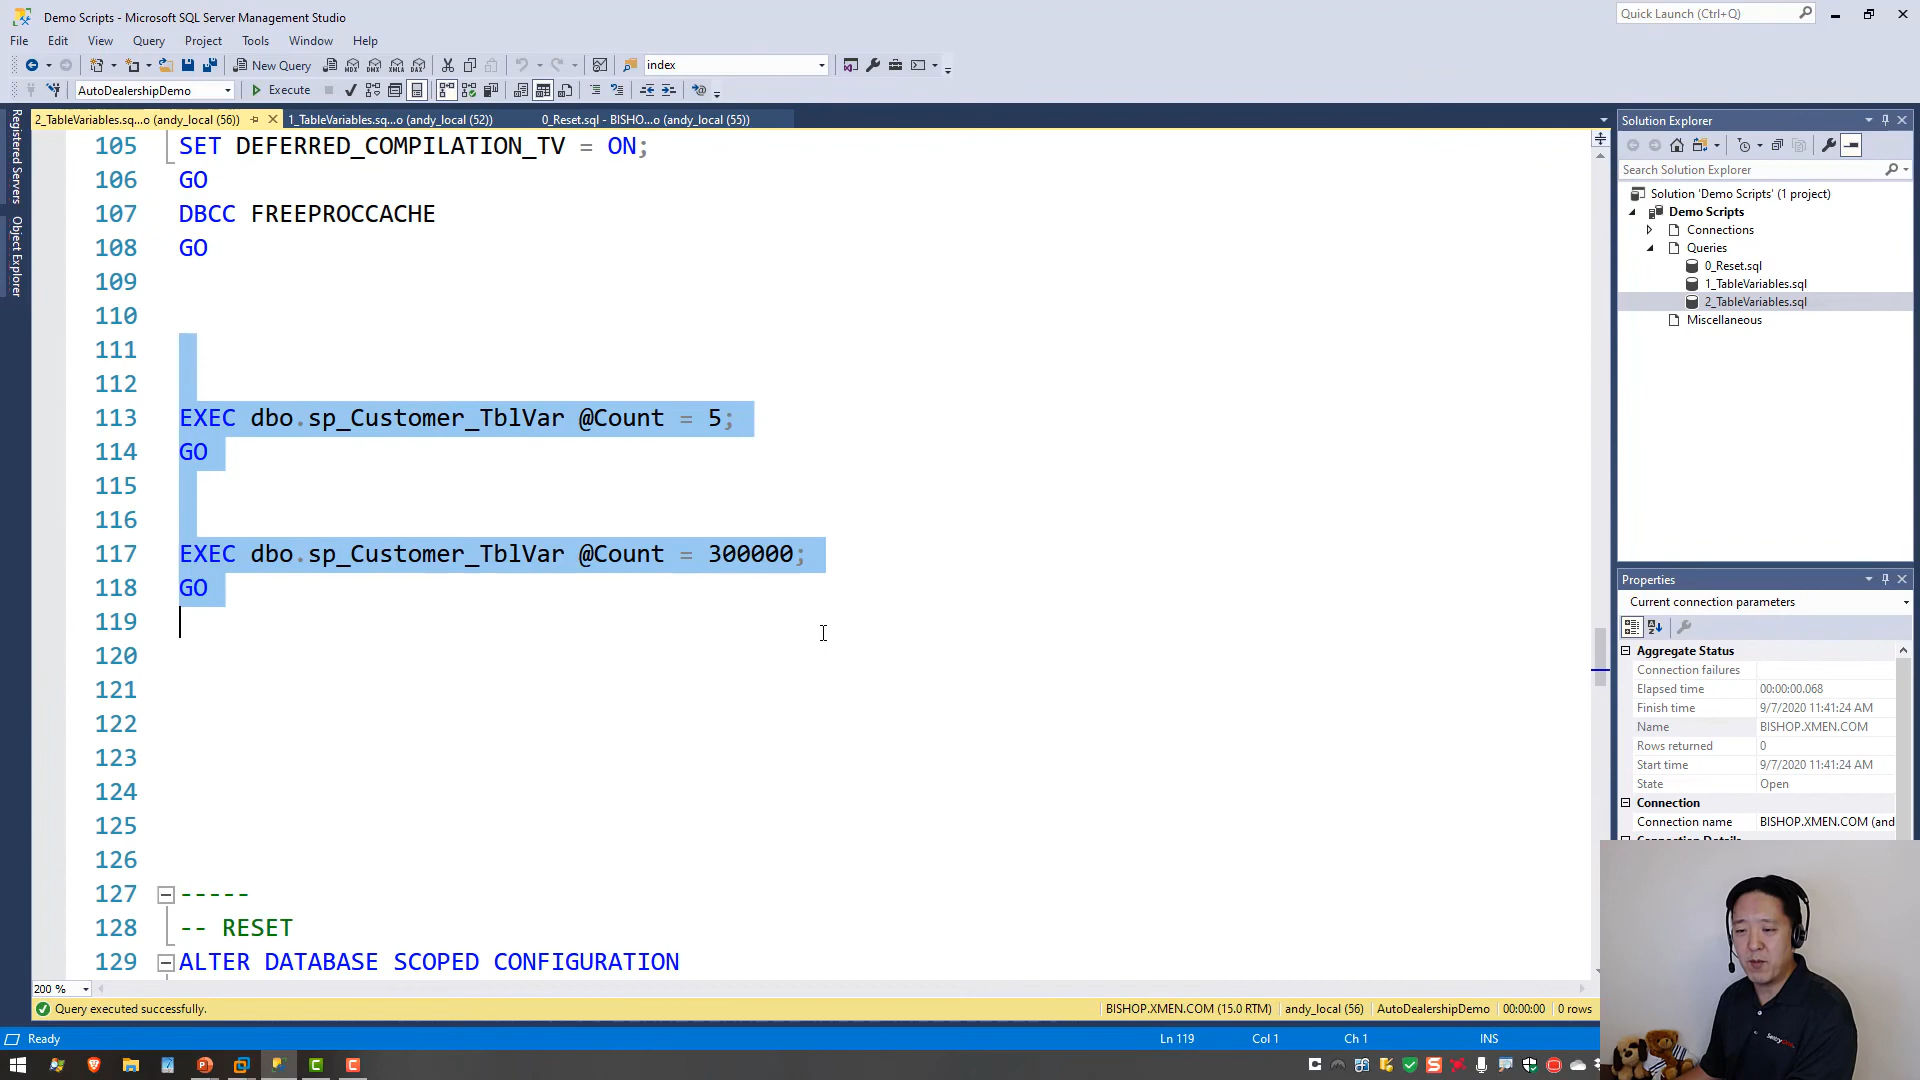 Demo Scripts - Microsoft SQL Server Management Studio
Quick Launch (Ctrl+Q)
File Edit View Query Project Tools Window Help
New Query
MDX DMX XMLA DAX
index
AutoDealershipDemo
Execute
2_TableVariables.sq...o (andy_local (56))
1_TableVariables.sq...o (andy_local (52))
0_Reset.sql - BISHO...o (andy_local (55))
Registered Servers
Object Explorer
105 SET DEFERRED_COMPILATION_TV = ON;
106 GO
107 DBCC FREEPROCCACHE
108 GO
109
110
111
112
113 EXEC dbo.sp_Customer_TblVar @Count = 5;
114 GO
115
116
117 EXEC dbo.sp_Customer_TblVar @Count = 300000;
118 GO
119
120
121
122
123
124
125
126
127 -----
128 -- RESET
129 ALTER DATABASE SCOPED CONFIGURATION
200 %
Query executed successfully.
BISHOP.XMEN.COM (15.0 RTM) andy_local (56) AutoDealershipDemo 00:00:00 0 rows
Ready
Ln 119 Col 1 Ch 1 INS
Solution Explorer
Search Solution Explorer
Solution 'Demo Scripts' (1 project)
Demo Scripts
Connections
Queries
0_Reset.sql
1_TableVariables.sql
2_TableVariables.sql
Miscellaneous
Properties
Current connection parameters
Aggregate Status
Connection failures
Elapsed time 00:00:00.068
Finish time 9/7/2020 11:41:24 AM
Name BISHOP.XMEN.COM
Rows returned 0
Start time 9/7/2020 11:41:24 AM
State Open
Connection
Connection name BISHOP.XMEN.COM (and